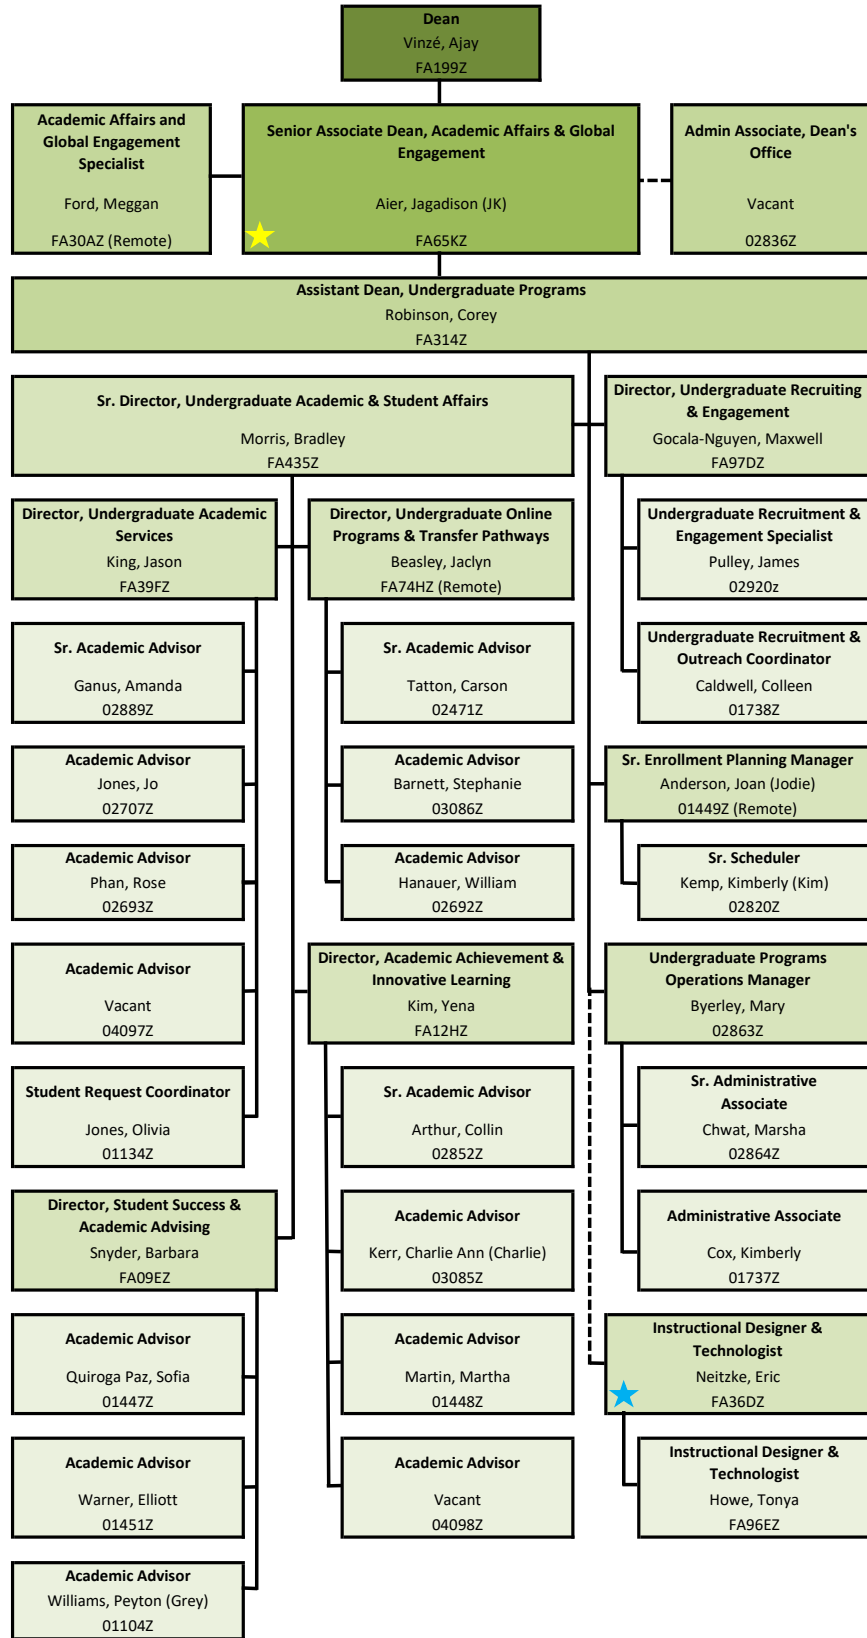 Dean
Vinzé, Ajay
FA199Z
Academic Affairs and
Global Engagement
Specialist
Ford, Meggan
FA30AZ (Remote)
Senior Associate Dean, Academic Affairs & Global
Engagement
Aier, Jagadison (JK)
FA65KZ
Admin Associate, Dean's
Office
Vacant
02836Z
Assistant Dean, Undergraduate Programs
Robinson, Corey
FA314Z
Sr. Director, Undergraduate Academic & Student Affairs
Morris, Bradley
FA435Z
Director, Undergraduate Recruiting
& Engagement
Gocala-Nguyen, Maxwell
FA97DZ
Director, Undergraduate Academic
Services
King, Jason
FA39FZ
Director, Undergraduate Online
Programs & Transfer Pathways
Beasley, Jaclyn
FA74HZ (Remote)
Undergraduate Recruitment &
Engagement Specialist
Pulley, James
02920z
Sr. Academic Advisor
Ganus, Amanda
02889Z
Sr. Academic Advisor
Tatton, Carson
02471Z
Undergraduate Recruitment &
Outreach Coordinator
Caldwell, Colleen
01738Z
Academic Advisor
Jones, Jo
02707Z
Academic Advisor
Barnett, Stephanie
03086Z
Sr. Enrollment Planning Manager
Anderson, Joan (Jodie)
01449Z (Remote)
Academic Advisor
Phan, Rose
02693Z
Academic Advisor
Hanauer, William
02692Z
Sr. Scheduler
Kemp, Kimberly (Kim)
02820Z
Academic Advisor
Vacant
04097Z
Director, Academic Achievement &
Innovative Learning
Kim, Yena
FA12HZ
Undergraduate Programs
Operations Manager
Byerley, Mary
02863Z
Student Request Coordinator
Jones, Olivia
01134Z
Sr. Academic Advisor
Arthur, Collin
02852Z
Sr. Administrative
Associate
Chwat, Marsha
02864Z
Director, Student Success &
Academic Advising
Snyder, Barbara
FA09EZ
Academic Advisor
Kerr, Charlie Ann (Charlie)
03085Z
Administrative Associate
Cox, Kimberly
01737Z
Academic Advisor
Quiroga Paz, Sofia
01447Z
Academic Advisor
Martin, Martha
01448Z
Instructional Designer &
Technologist
Neitzke, Eric
FA36DZ
Academic Advisor
Warner, Elliott
01451Z
Academic Advisor
Vacant
04098Z
Instructional Designer &
Technologist
Howe, Tonya
FA96EZ
Academic Advisor
Williams, Peyton (Grey)
01104Z